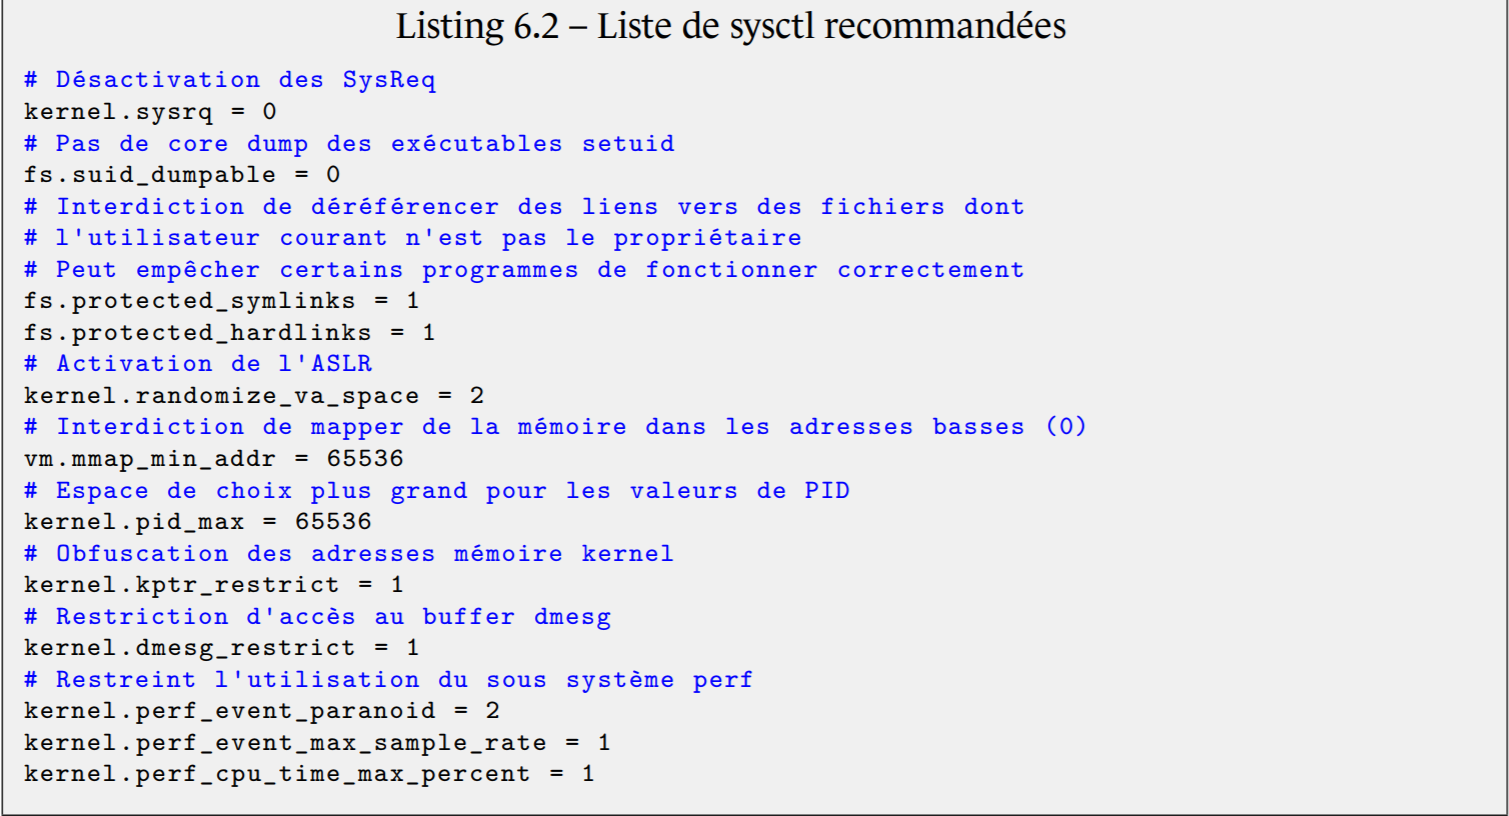 Listing 6.2 – Liste de sysctl recommandées
# Désactivation des SysReq
kernel.sysrq = 0
# Pas de core dump des exécutables setuid
fs.suid_dumpable = 0
# Interdiction de déréférencer des liens vers des fichiers dont
# l'utilisateur courant n'est pas le propriétaire
# Peut empêcher certains programmes de fonctionner correctement
fs.protected_symlinks = 1
fs.protected_hardlinks = 1
# Activation de l'ASLR
kernel.randomize_va_space = 2
# Interdiction de mapper de la mémoire dans les adresses basses (0)
vm.mmap_min_addr = 65536
# Espace de choix plus grand pour les valeurs de PID
kernel.pid_max = 65536
# Obfuscation des adresses mémoire kernel
kernel.kptr_restrict = 1
# Restriction d'accès au buffer dmesg
kernel.dmesg_restrict = 1
# Restreint l'utilisation du sous système perf
kernel.perf_event_paranoid = 2
kernel.perf_event_max_sample_rate = 1
kernel.perf_cpu_time_max_percent = 1